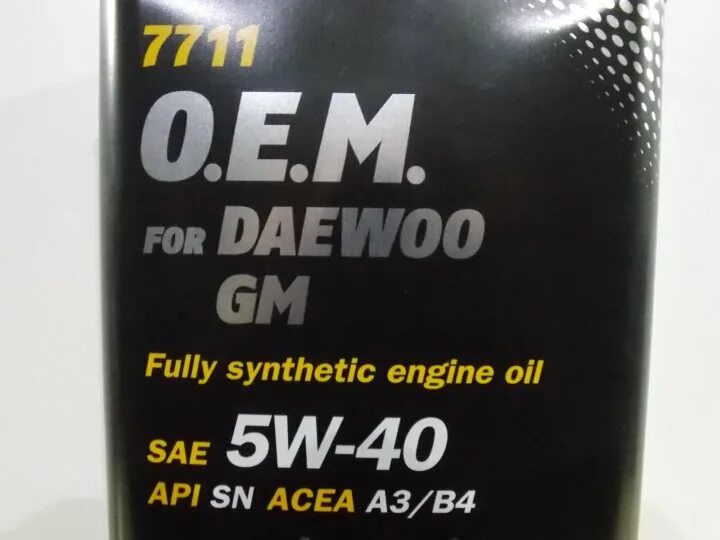 7711
O.E.M.
FOR DAEWOO
GM
Fully synthetic engine oil
SAE 5W-40
API SN ACEA A3/B4